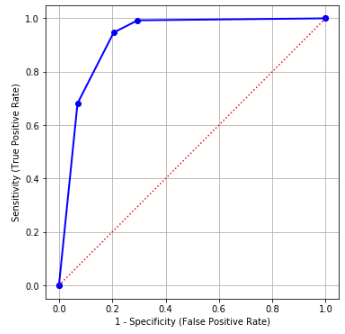 Sensitivity (True Positive Rate)
1.0
0.8
0.6
0.4
0.2
0.0
0.0 0.2 0.4 0.6 0.8 1.0
1 - Specificity (False Positive Rate)